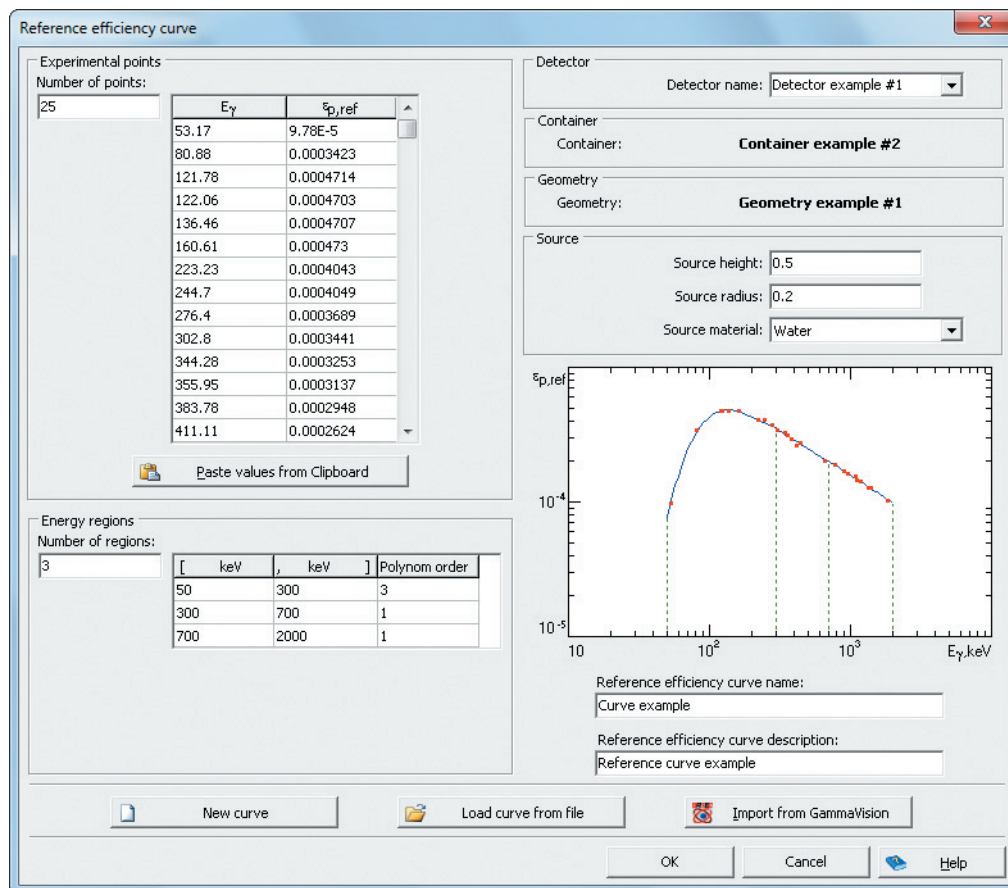 Reference efficiency curve
Experimental points
Number of points:
25
Eγ εp,ref
53.17 9.78E-5
80.88 0.0003423
121.78 0.0004714
122.06 0.0004703
136.46 0.0004707
160.61 0.000473
223.23 0.0004043
244.7 0.0004049
276.4 0.0003689
302.8 0.0003441
344.28 0.0003253
355.95 0.0003137
383.78 0.0002948
411.11 0.0002624
Paste values from Clipboard
Energy regions
Number of regions:
3
[ keV , keV ] Polynom order
50 300 3
300 700 1
700 2000 1
Detector
Detector name: Detector example #1
Container
Container: Container example #2
Geometry
Geometry: Geometry example #1
Source
Source height: 0.5
Source radius: 0.2
Source material: Water
εp,ref
10⁻⁴
10⁻⁵
10 10² 10³ Eγ,keV
Reference efficiency curve name:
Curve example
Reference efficiency curve description:
Reference curve example
New curve
Load curve from file
Import from GammaVision
OK
Cancel
Help